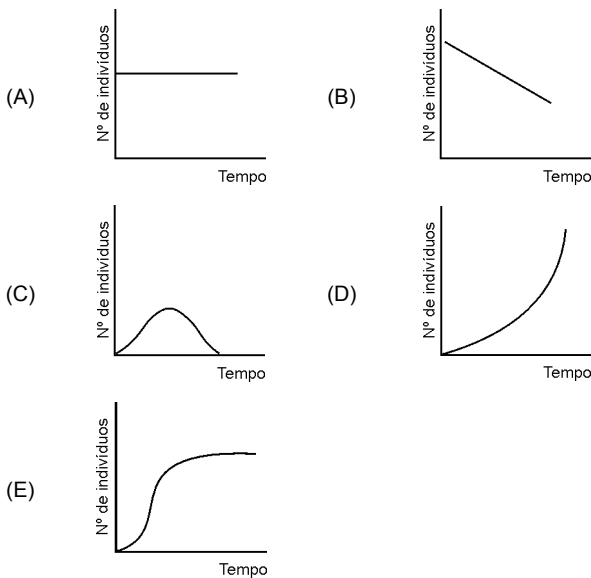 (A)
Nº de indivíduos
Tempo
(B)
Nº de indivíduos
Tempo
(C)
Nº de indivíduos
Tempo
(D)
Nº de indivíduos
Tempo
(E)
Nº de indivíduos
Tempo